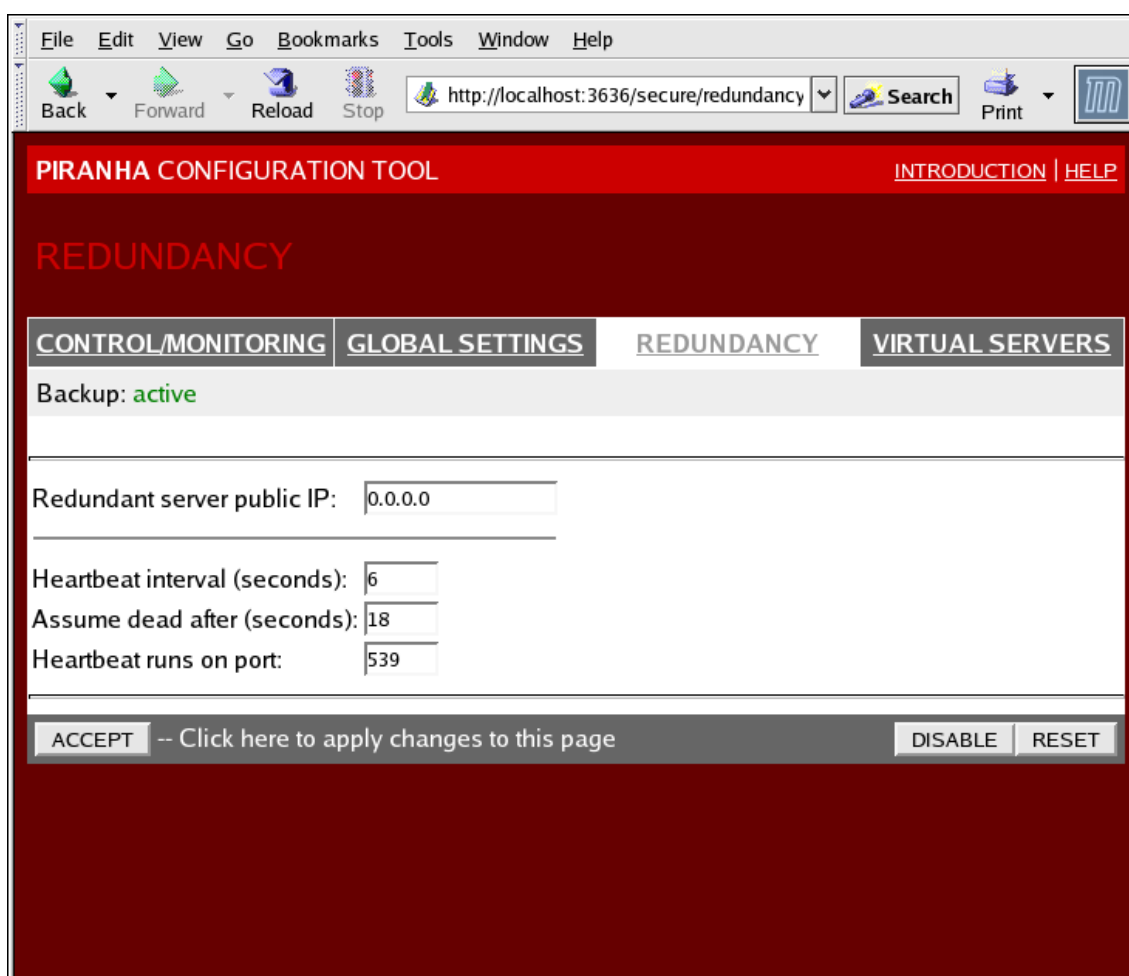 File Edit View Go Bookmarks Tools Window Help
Back Forward Reload Stop http://localhost:3636/secure/redundancy Search Print
PIRANHA CONFIGURATION TOOL INTRODUCTION | HELP
REDUNDANCY
CONTROL/MONITORING GLOBAL SETTINGS REDUNDANCY VIRTUAL SERVERS
Backup: active
Redundant server public IP: 0.0.0.0
Heartbeat interval (seconds): 6
Assume dead after (seconds): 18
Heartbeat runs on port: 539
ACCEPT -- Click here to apply changes to this page DISABLE RESET